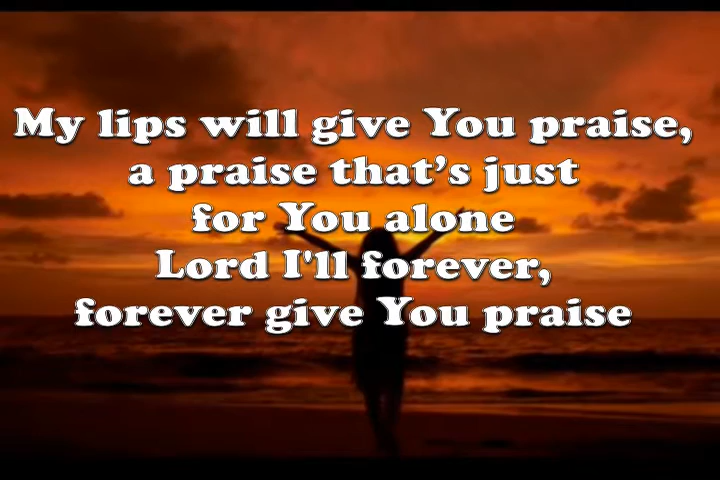 My lips will give You praise,
a praise that’s just
for You alone
Lord I'll forever,
forever give You praise